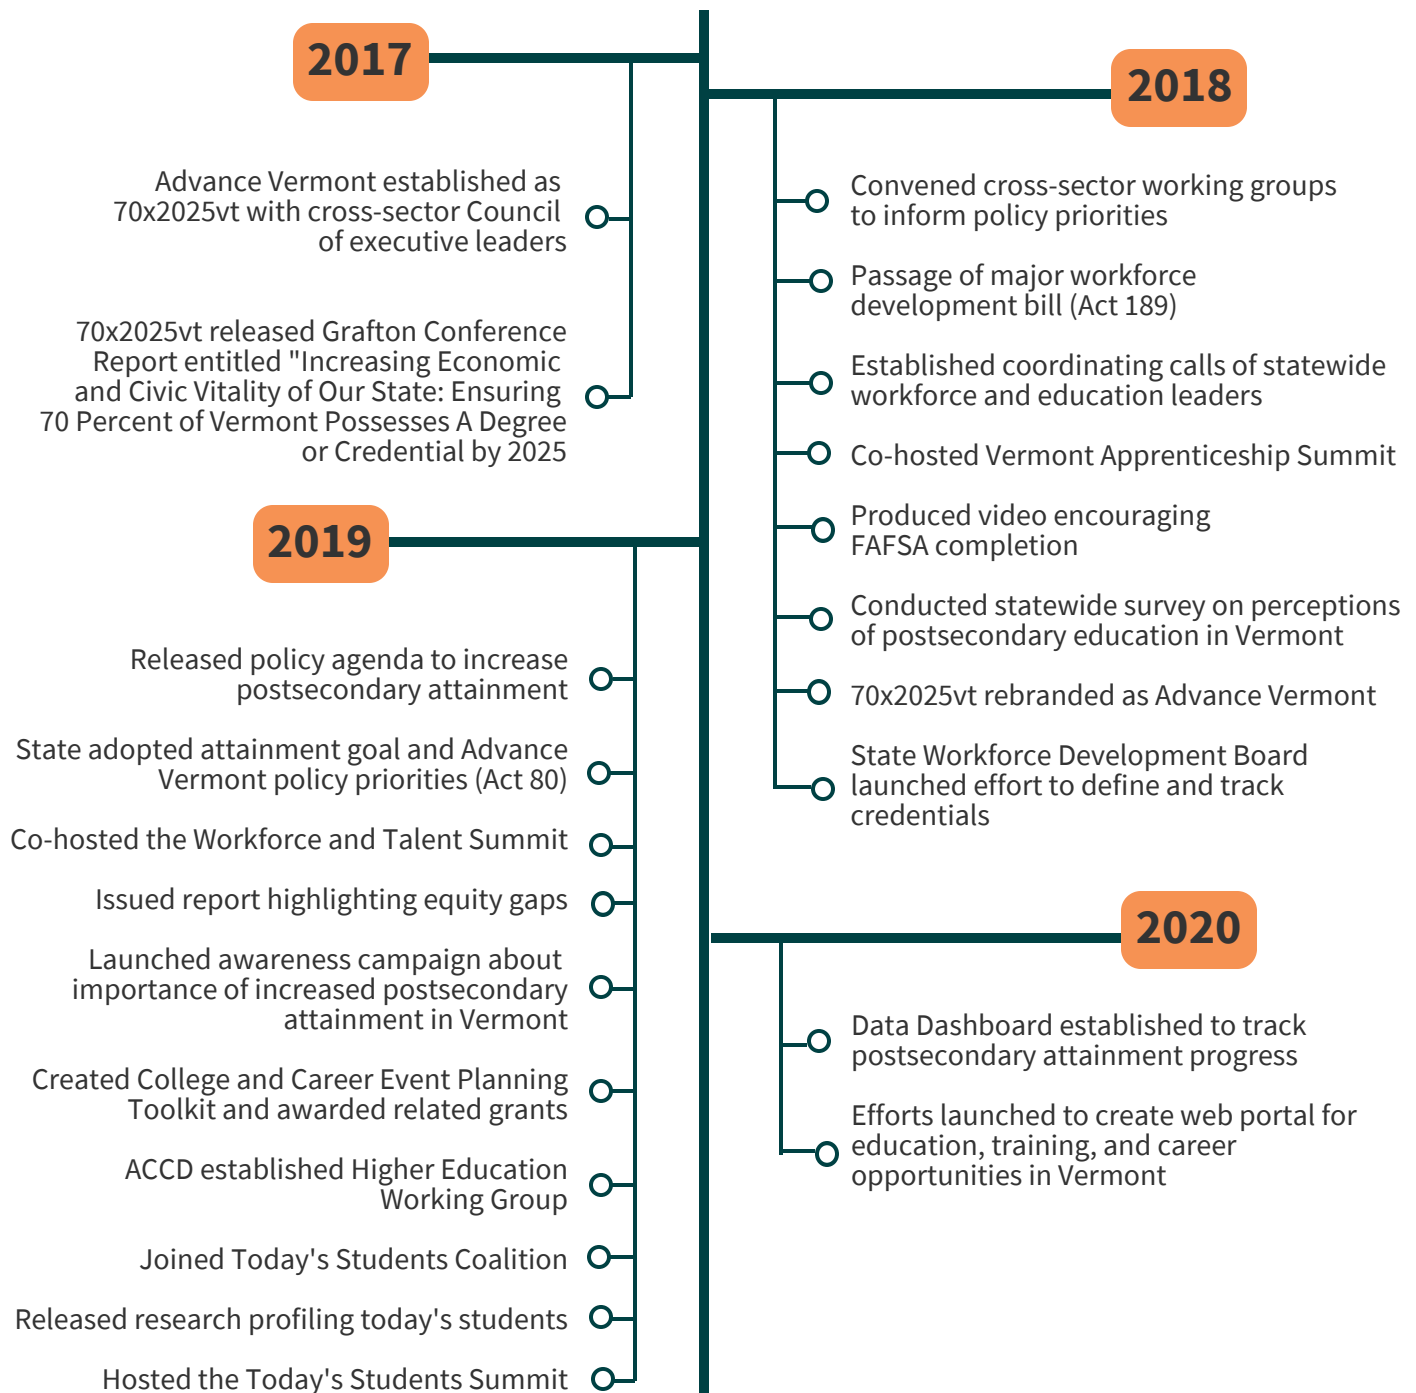 2017
Advance Vermont established as
70x2025vt with cross-sector Council
of executive leaders
70x2025vt released Grafton Conference
Report entitled "Increasing Economic
and Civic Vitality of Our State: Ensuring
70 Percent of Vermont Possesses A Degree
or Credential by 2025
2018
Convened cross-sector working groups
to inform policy priorities
Passage of major workforce
development bill (Act 189)
Established coordinating calls of statewide
workforce and education leaders
Co-hosted Vermont Apprenticeship Summit
Produced video encouraging
FAFSA completion
Conducted statewide survey on perceptions
of postsecondary education in Vermont
70x2025vt rebranded as Advance Vermont
State Workforce Development Board
launched effort to define and track
credentials
2019
Released policy agenda to increase
postsecondary attainment
State adopted attainment goal and Advance
Vermont policy priorities (Act 80)
Co-hosted the Workforce and Talent Summit
Issued report highlighting equity gaps
Launched awareness campaign about
importance of increased postsecondary
attainment in Vermont
Created College and Career Event Planning
Toolkit and awarded related grants
ACCD established Higher Education
Working Group
Joined Today's Students Coalition
Released research profiling today's students
Hosted the Today's Students Summit
2020
Data Dashboard established to track
postsecondary attainment progress
Efforts launched to create web portal for
education, training, and career
opportunities in Vermont